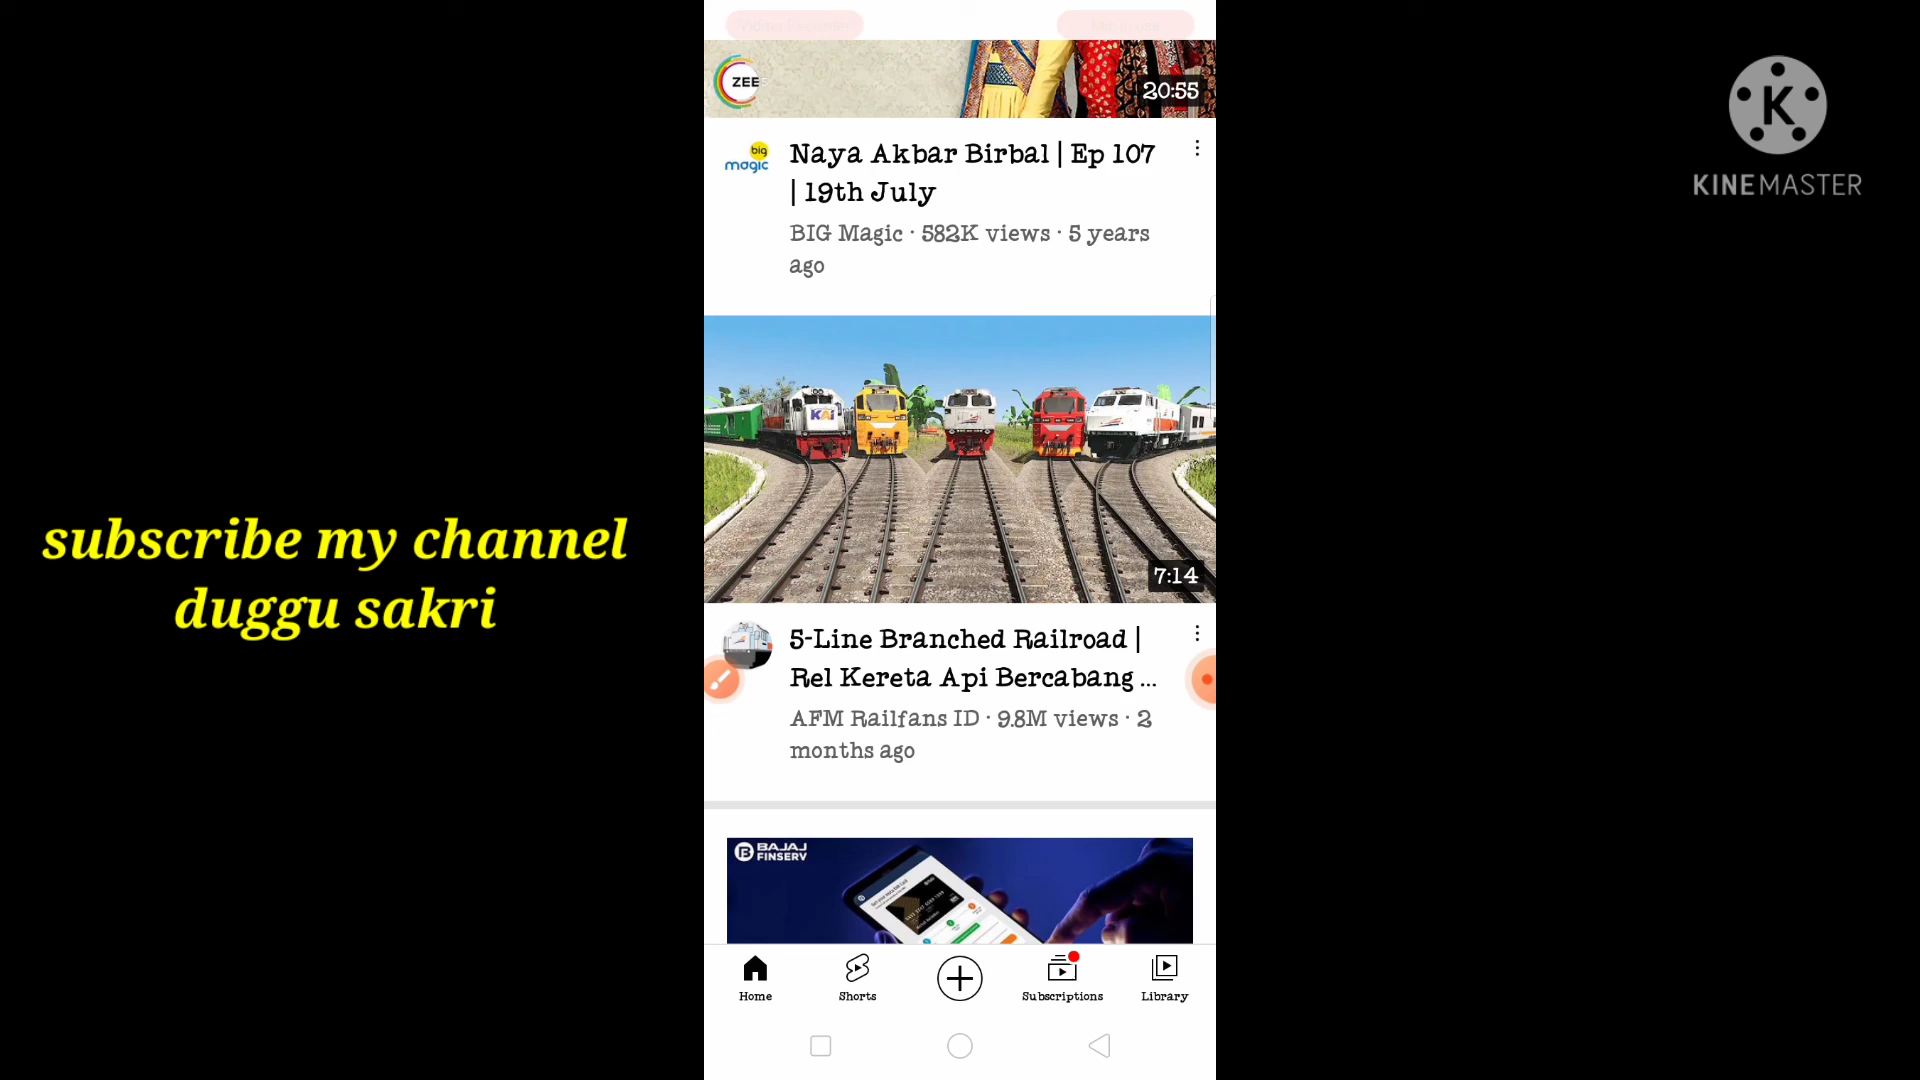 ZEE
20:55
big
magic
Naya Akbar Birbal | Ep 107
| 19th July
BIG Magic · 582K views · 5 years
ago
KAI
7:14
5-Line Branched Railroad |
Rel Kereta Api Bercabang ...
AFM Railfans ID · 9.8M views · 2
months ago
BAJAJ
FINSERV
Home
Shorts
Subscriptions
Library
subscribe my channel
duggu sakri
K
KINEMASTER